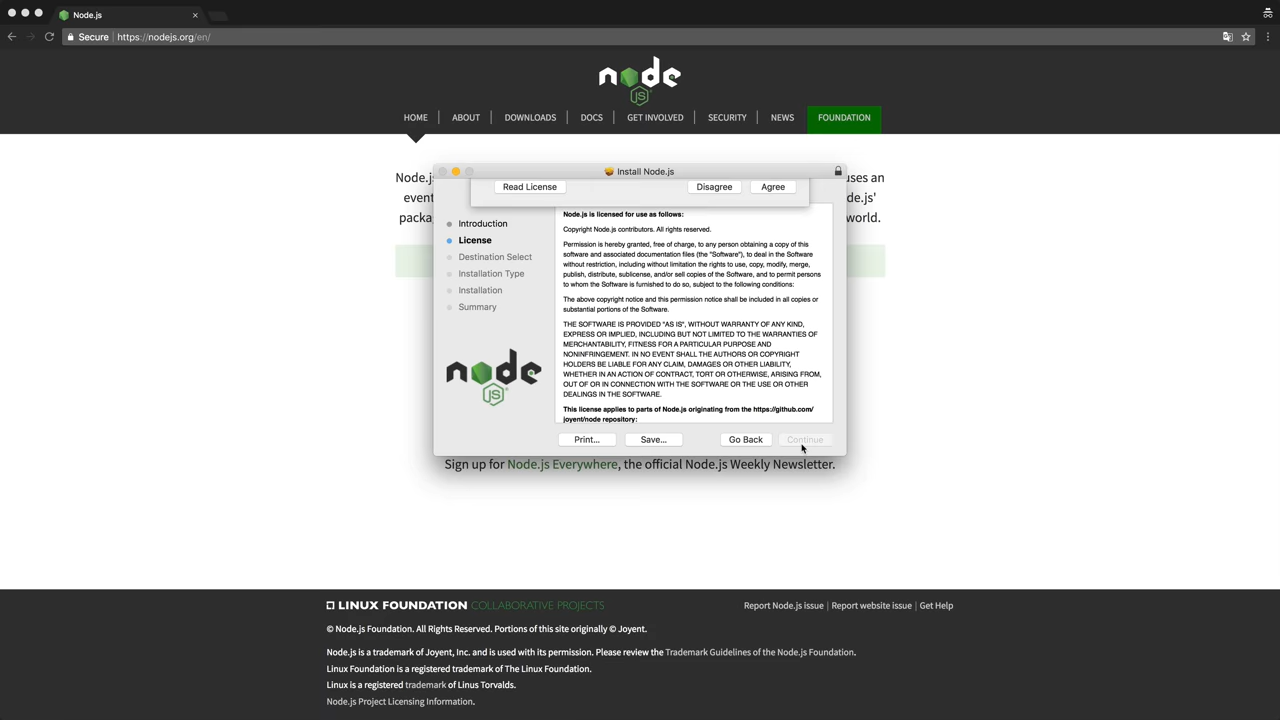 Node.js
Secure https://nodejs.org/en/
node
JS
HOME ABOUT DOWNLOADS DOCS GET INVOLVED SECURITY NEWS FOUNDATION
Node.js
uses an
event
de.js'
packa
world.
Install Node.js
Read License Disagree Agree
Introduction
License
Destination Select
Installation Type
Installation
Summary
node
JS
Node.js is licensed for use as follows:
Copyright Node.js contributors. All rights reserved.
Permission is hereby granted, free of charge, to any person obtaining a copy of this
software and associated documentation files (the "Software"), to deal in the Software
without restriction, including without limitation the rights to use, copy, modify, merge,
publish, distribute, sublicense, and/or sell copies of the Software, and to permit persons
to whom the Software is furnished to do so, subject to the following conditions:
The above copyright notice and this permission notice shall be included in all copies or
substantial portions of the Software.
THE SOFTWARE IS PROVIDED "AS IS", WITHOUT WARRANTY OF ANY KIND,
EXPRESS OR IMPLIED, INCLUDING BUT NOT LIMITED TO THE WARRANTIES OF
MERCHANTABILITY, FITNESS FOR A PARTICULAR PURPOSE AND
NONINFRINGEMENT. IN NO EVENT SHALL THE AUTHORS OR COPYRIGHT
HOLDERS BE LIABLE FOR ANY CLAIM, DAMAGES OR OTHER LIABILITY,
WHETHER IN AN ACTION OF CONTRACT, TORT OR OTHERWISE, ARISING FROM,
OUT OF OR IN CONNECTION WITH THE SOFTWARE OR THE USE OR OTHER
DEALINGS IN THE SOFTWARE.
This license applies to parts of Node.js originating from the https://github.com/
joyent/node repository:
Print... Save... Go Back Continue
Sign up for Node.js Everywhere, the official Node.js Weekly Newsletter.
LINUX FOUNDATION COLLABORATIVE PROJECTS
Report Node.js issue | Report website issue | Get Help
© Node.js Foundation. All Rights Reserved. Portions of this site originally © Joyent.
Node.js is a trademark of Joyent, Inc. and is used with its permission. Please review the Trademark Guidelines of the Node.js Foundation.
Linux Foundation is a registered trademark of The Linux Foundation.
Linux is a registered trademark of Linus Torvalds.
Node.js Project Licensing Information.